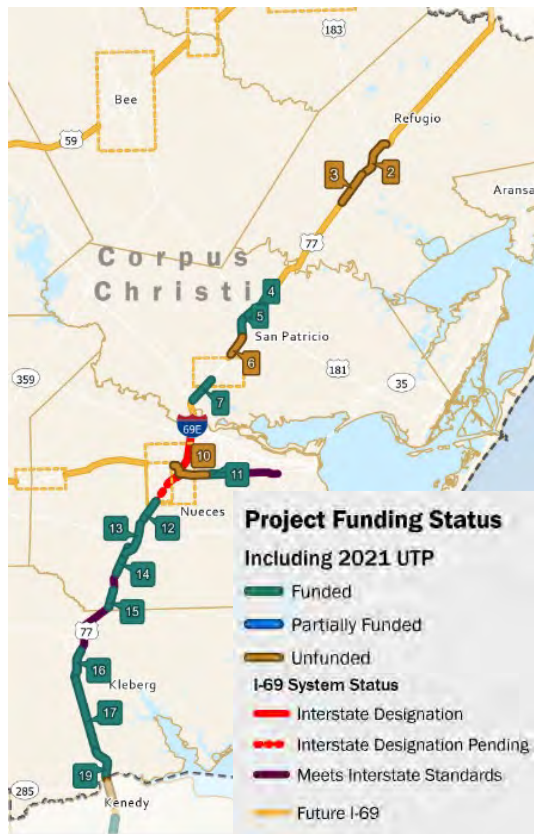 183
Bee
Refugio
59
3
2
Aransa
77
Corpus
Christi
4
5
San Patricio
6
359
181
35
7
69E
10
11
Nueces
13
12
14
15
77
16
Kleberg
17
19
285
Kenedy
Project Funding Status
Including 2021 UTP
Funded
Partially Funded
Unfunded
I-69 System Status
Interstate Designation
Interstate Designation Pending
Meets Interstate Standards
Future I-69